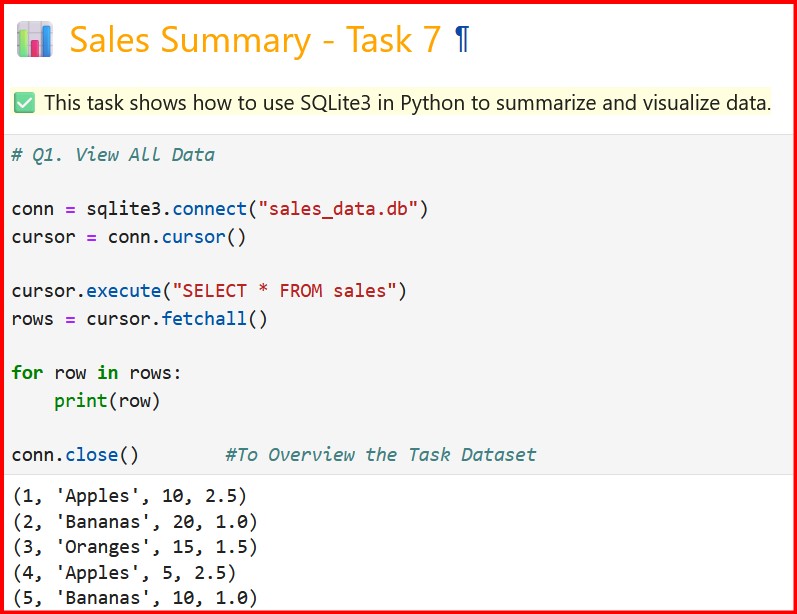 Sales Summary - Task 7 ¶
This task shows how to use SQLite3 in Python to summarize and visualize data.
# Q1. View All Data
conn = sqlite3.connect("sales_data.db")
cursor = conn.cursor()
cursor.execute("SELECT * FROM sales")
rows = cursor.fetchall()
for row in rows:
    print(row)
conn.close()        #To Overview the Task Dataset
(1, 'Apples', 10, 2.5)
(2, 'Bananas', 20, 1.0)
(3, 'Oranges', 15, 1.5)
(4, 'Apples', 5, 2.5)
(5, 'Bananas', 10, 1.0)